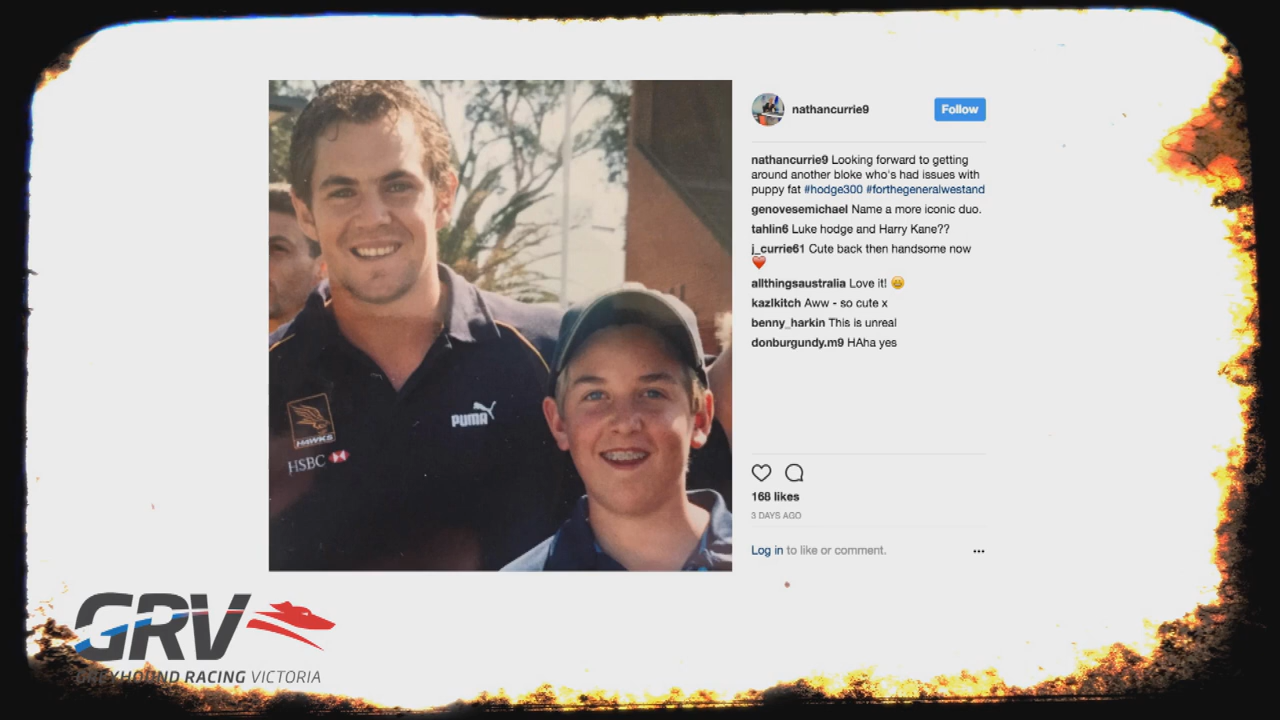 nathancurrie9
Follow
nathancurrie9 Looking forward to getting
around another bloke who's had issues with
puppy fat #hodge300 #forthegeneralwestand
genovesemichael Name a more iconic duo.
tahlin6 Luke hodge and Harry Kane??
j_currie61 Cute back then handsome now
❤️
allthingsaustralia Love it! 😄
kazlkitch Aww - so cute x
benny_harkin This is unreal
donburgundy.m9 HAha yes
PUMA
HAWKS
HSBC
168 likes
3 DAYS AGO
Log in to like or comment.
GRV
GREYHOUND RACING VICTORIA